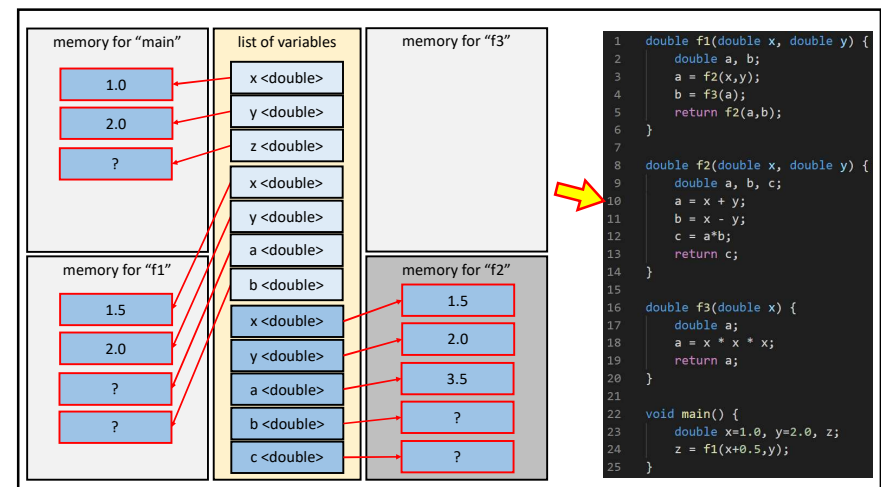 memory for “main”
1.0
2.0
?
list of variables
x <double>
y <double>
z <double>
x <double>
y <double>
a <double>
b <double>
x <double>
y <double>
a <double>
b <double>
c <double>
memory for “f3”
memory for “f1”
1.5
2.0
?
?
memory for “f2”
1.5
2.0
3.5
?
?
1 double f1(double x, double y) {
2 double a, b;
3 a = f2(x,y);
4 b = f3(a);
5 return f2(a,b);
6 }
7
8 double f2(double x, double y) {
9 double a, b, c;
10 a = x + y;
11 b = x - y;
12 c = a*b;
13 return c;
14 }
15
16 double f3(double x) {
17 double a;
18 a = x * x * x;
19 return a;
20 }
21
22 void main() {
23 double x=1.0, y=2.0, z;
24 z = f1(x+0.5,y);
25 }